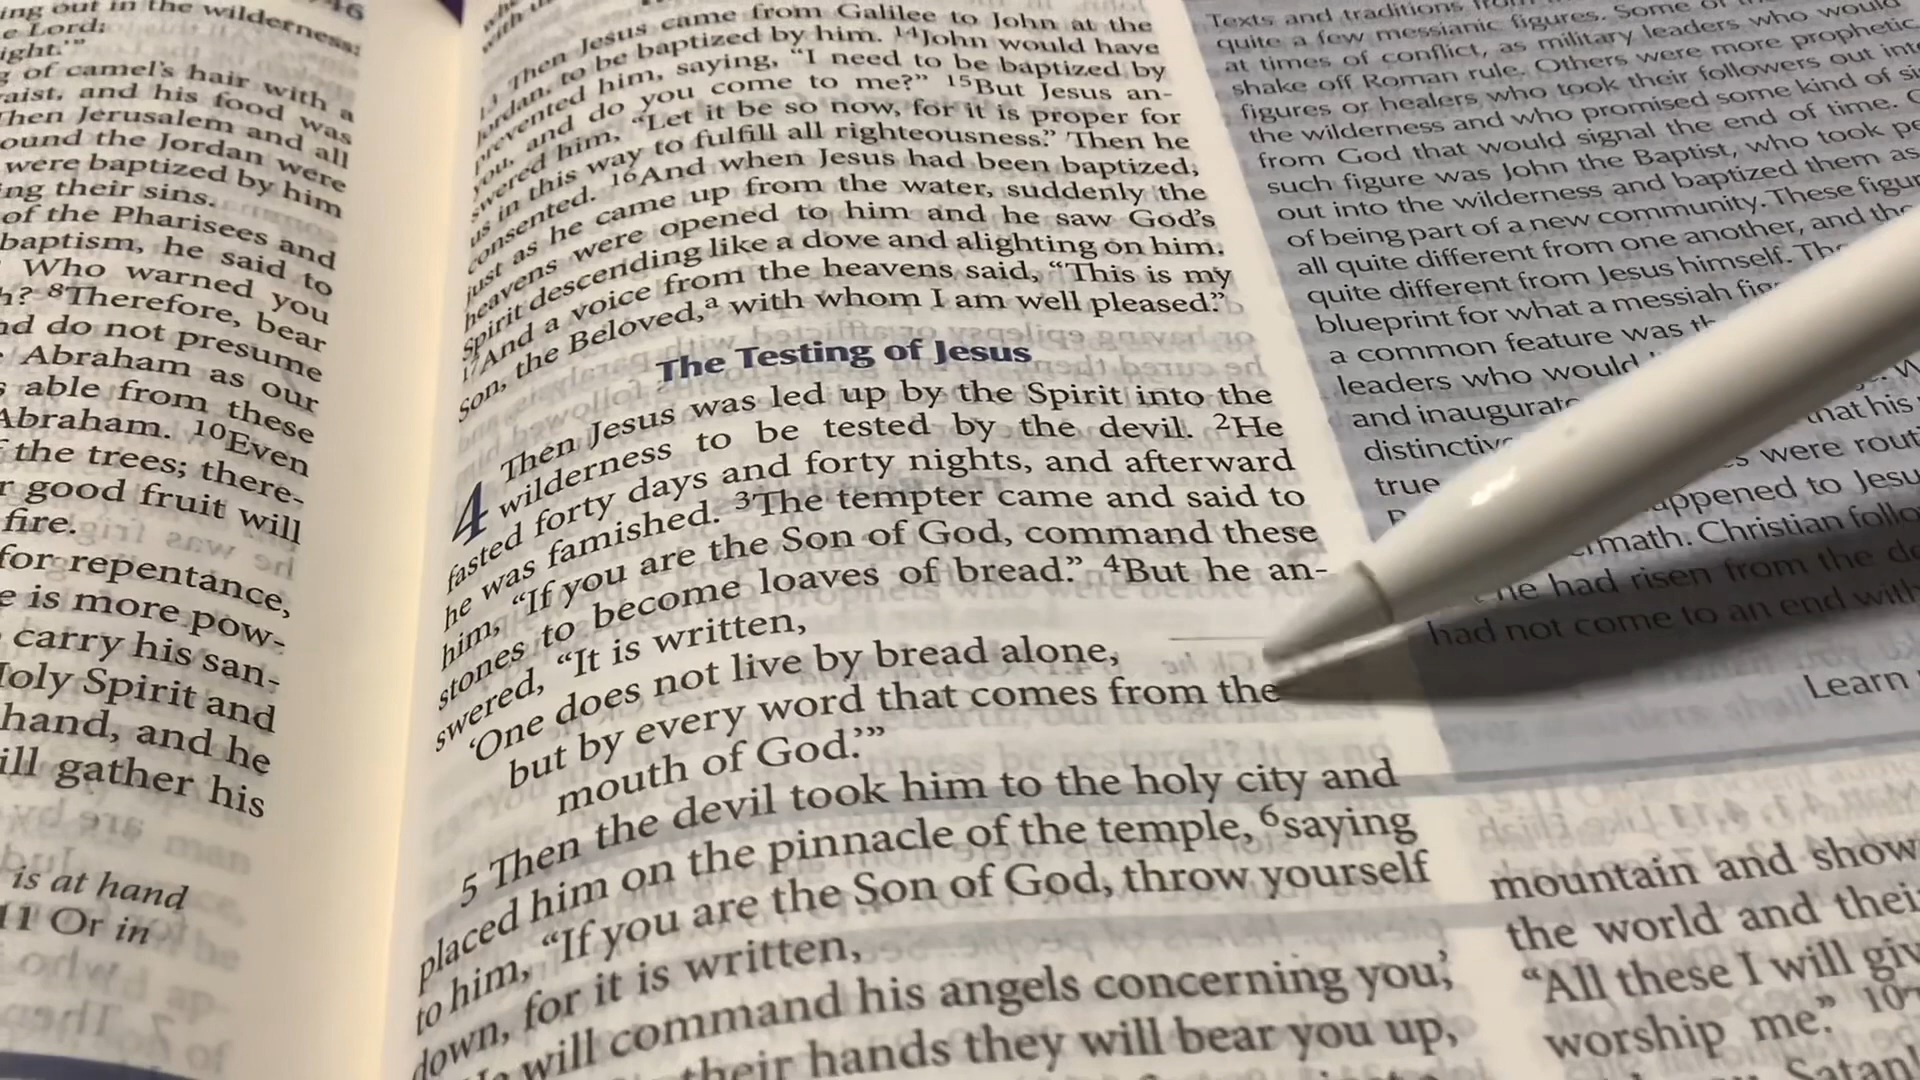 ing out in the wilderness:
e Lord;
ight.'"
g of camel's hair with a
aist, and his food was
Then Jerusalem and all
ound the Jordan were
were baptized by him
ing their sins.
of the Pharisees and
baptism, he said to
Who warned you
h? 8Therefore, bear
nd do not presume
Abraham as our
s able from these
Abraham. 10Even
f the trees; there-
r good fruit will
fire.
for repentance,
e is more pow-
carry his san-
Holy Spirit and
hand, and he
ill gather his
is at hand
11 Or in
13 Then Jesus came from Galilee to John at the
Jordan, to be baptized by him. 14John would have
prevented him, saying, “I need to be baptized by
you, and do you come to me?” 15But Jesus an-
swered him, “Let it be so now, for it is proper for
us in this way to fulfill all righteousness.” Then he
consented. 16And when Jesus had been baptized,
just as he came up from the water, suddenly the
heavens were opened to him and he saw God's
Spirit descending like a dove and alighting on him.
17And a voice from the heavens said, “This is my
Son, the Beloved,a with whom I am well pleased.”
The Testing of Jesus
4 Then Jesus was led up by the Spirit into the
wilderness to be tested by the devil. 2He
fasted forty days and forty nights, and afterward
he was famished. 3The tempter came and said to
him, “If you are the Son of God, command these
stones to become loaves of bread.” 4But he an-
swered, “It is written,
‘One does not live by bread alone,
but by every word that comes from the
mouth of God.’”
5 Then the devil took him to the holy city and
placed him on the pinnacle of the temple, 6saying
to him, “If you are the Son of God, throw yourself
down, for it is written,
will command his angels concerning you,’
their hands they will bear you up,
Texts and traditions from
quite a few messianic figures. Some of
at times of conflict, as military leaders who would
shake off Roman rule. Others were more prophetic
figures or healers who took their followers out into
the wilderness and who promised some kind of
from God that would signal the end of time.
such figure was John the Baptist, who took
out into the wilderness and baptized them as
of being part of a new community. These
all quite different from one another, and
quite different from Jesus himself.
blueprint for what a messiah
a common feature was
leaders who would
and
that his
were
true
happened to
Christian
he had risen from the
had not come to an end
Learn
mountain and
the world and
“All these I will
worship me.” 10